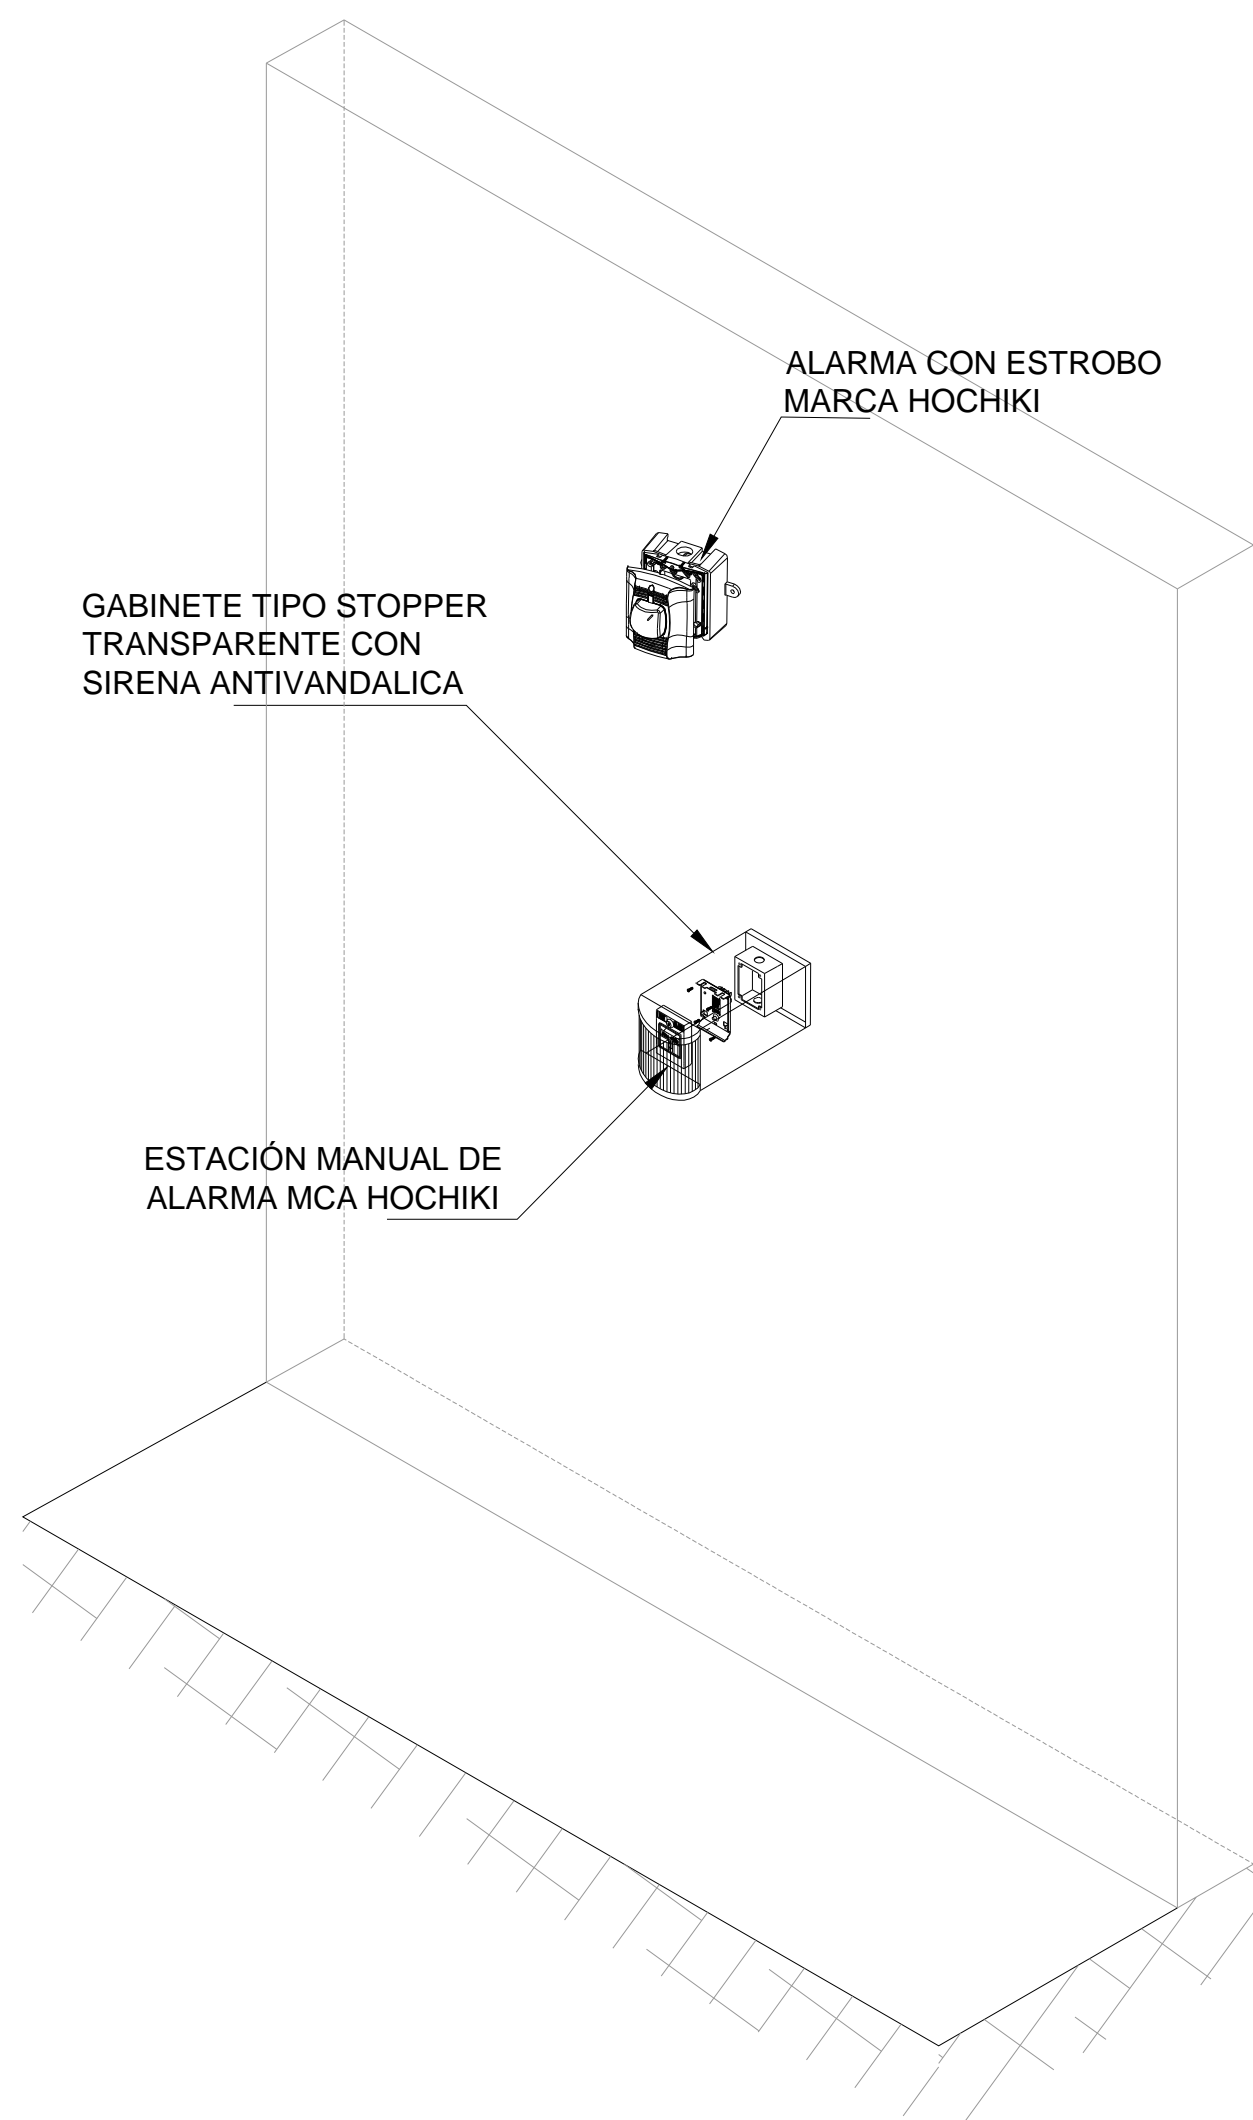 ALARMA CON ESTROBO
MARCA HOCHIKI
GABINETE TIPO STOPPER
TRANSPARENTE CON
SIRENA ANTIVANDALICA
ESTACIÓN MANUAL DE
ALARMA MCA HOCHIKI